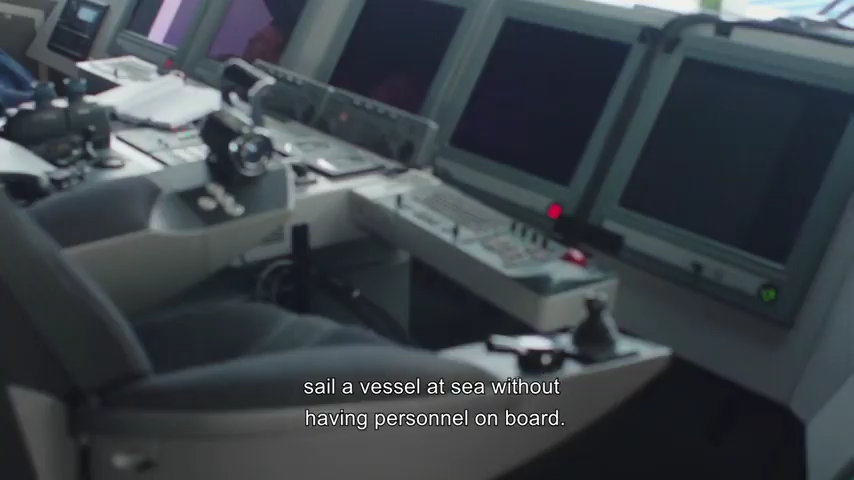 sail a vessel at sea without
having personnel on board.